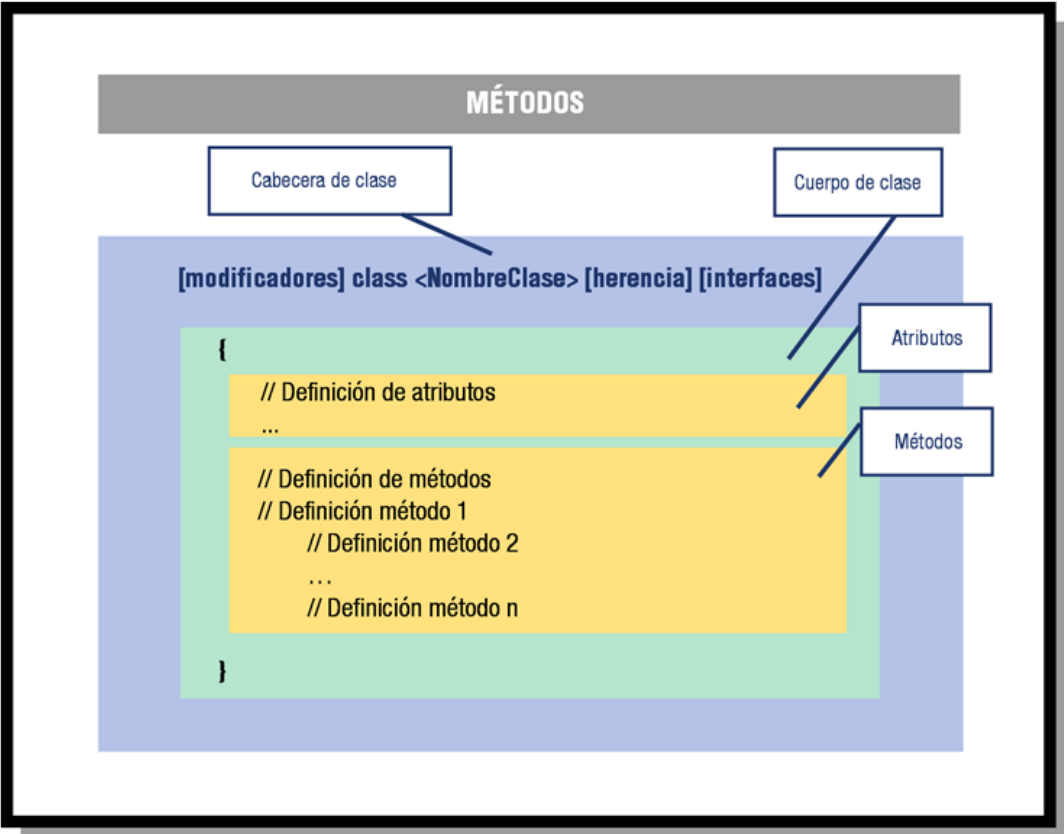 MÉTODOS
Cabecera de clase
Cuerpo de clase
[modificadores] class <NombreClase> [herencia] [interfaces]
Atributos
{
// Definición de atributos
...
Métodos
// Definición de métodos
// Definición método 1
// Definición método 2
...
// Definición método n
}